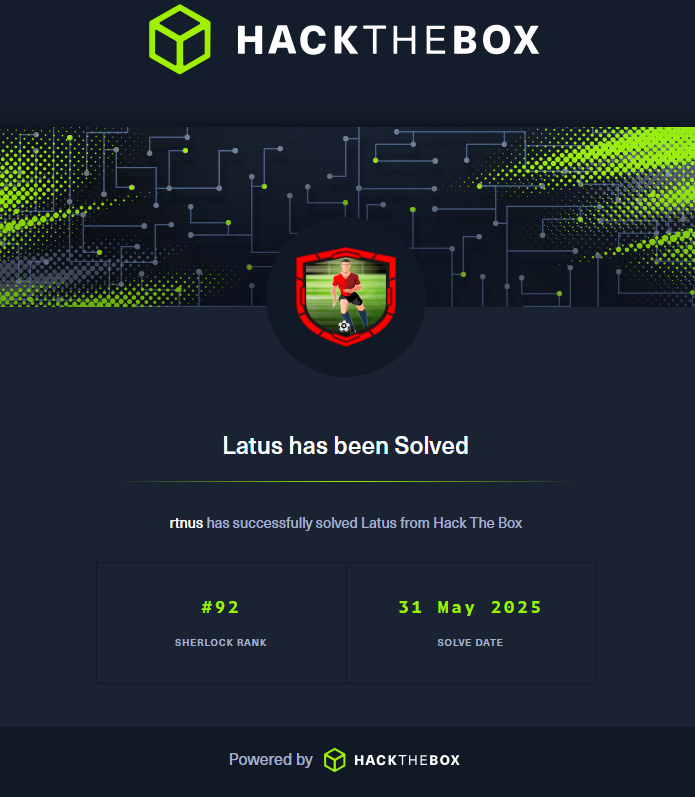 HACKTHEBOX
Latus has been Solved
rtnus has successfully solved Latus from Hack The Box
#92
SHERLOCK RANK
31 May 2025
SOLVE DATE
Powered by HACKTHEBOX